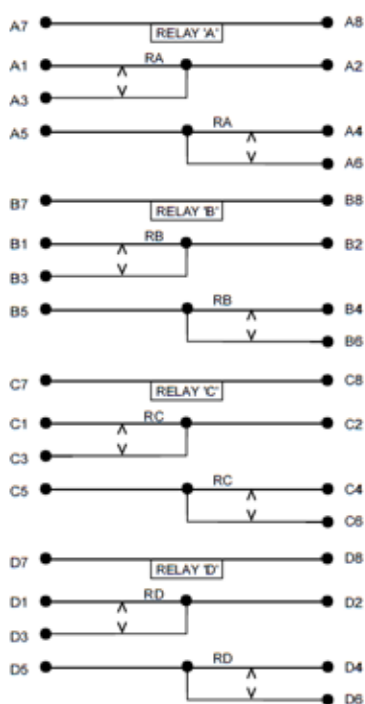 A7 RELAY 'A' A8
A1 RA A2
A3
A5 RA A4
A6
B7 RELAY 'B' B8
B1 RB B2
B3
B5 RB B4
B6
C7 RELAY 'C' C8
C1 RC C2
C3
C5 RC C4
C6
D7 RELAY 'D' D8
D1 RD D2
D3
D5 RD D4
D6